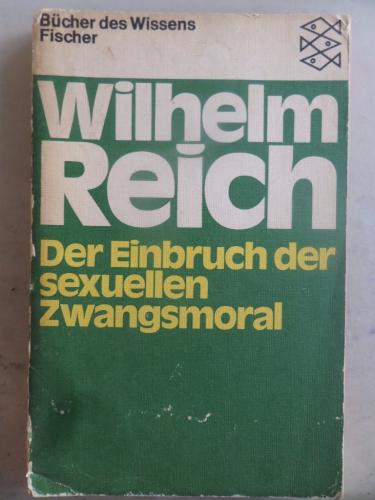 Bücher des Wissens
Fischer
Wilhelm
Reich
Der Einbruch der
sexuellen
Zwangsmoral